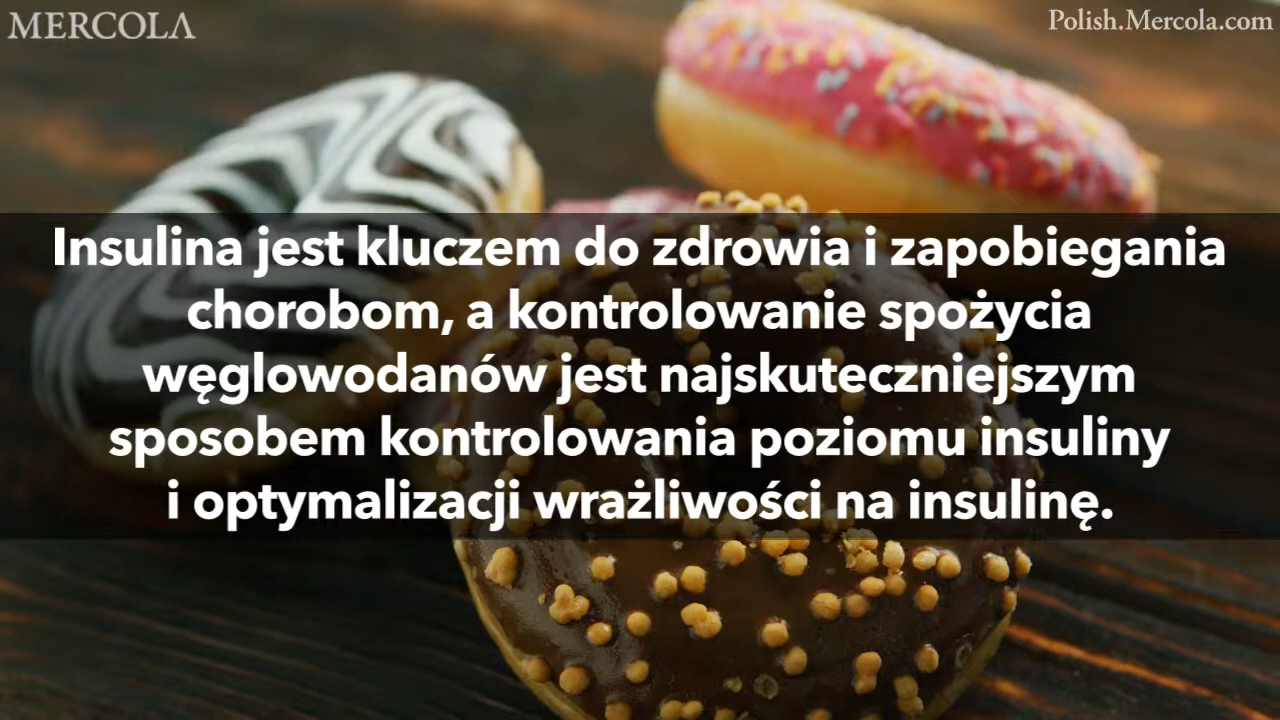 MERCOLA
Polish.Mercola.com
Insulina jest kluczem do zdrowia i zapobiegania
chorobom, a kontrolowanie spożycia
węglowodanów jest najskuteczniejszym
sposobem kontrolowania poziomu insuliny
i optymalizacji wrażliwości na insulinę.